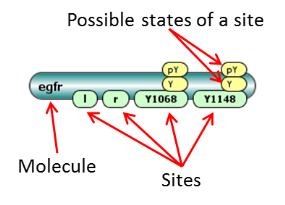 Possible states of a site
pY pY
Y Y
egfr
l r Y1068 Y1148
Molecule
Sites